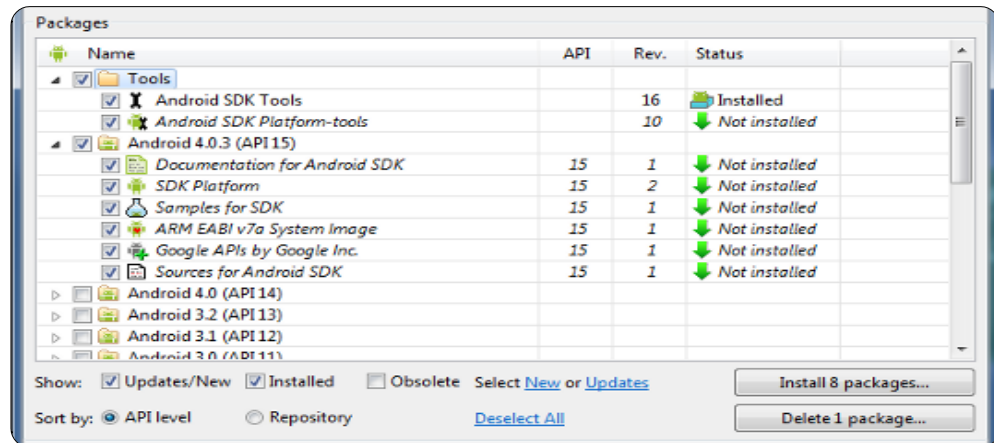 Packages
Name API Rev. Status
Tools
Android SDK Tools 16 Installed
Android SDK Platform-tools 10 Not installed
Android 4.0.3 (API 15)
Documentation for Android SDK 15 1 Not installed
SDK Platform 15 2 Not installed
Samples for SDK 15 1 Not installed
ARM EABI v7a System Image 15 1 Not installed
Google APIs by Google Inc. 15 1 Not installed
Sources for Android SDK 15 1 Not installed
Android 4.0 (API 14)
Android 3.2 (API 13)
Android 3.1 (API 12)
Android 3.0 (API 11)
Show: Updates/New Installed Obsolete Select New or Updates Install 8 packages...
Sort by: API level Repository Deselect All Delete 1 package...